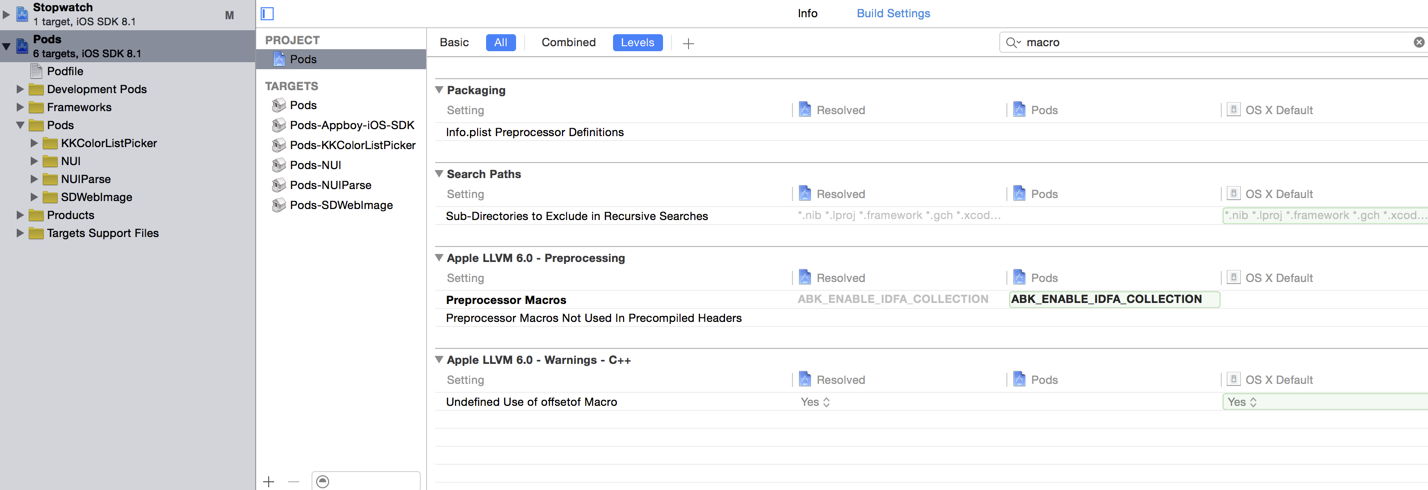 Stopwatch
1 target, iOS SDK 8.1
M
Pods
6 targets, iOS SDK 8.1
Podfile
Development Pods
Frameworks
Pods
KKColorListPicker
NUI
NUIParse
SDWebImage
Products
Targets Support Files
PROJECT
Pods
TARGETS
Pods
Pods-Appboy-iOS-SDK
Pods-KKColorListPicker
Pods-NUI
Pods-NUIParse
Pods-SDWebImage
Info Build Settings
Basic All Combined Levels + macro
Packaging
Setting Resolved Pods OS X Default
Info.plist Preprocessor Definitions
Search Paths
Setting Resolved Pods OS X Default
Sub-Directories to Exclude in Recursive Searches *.nib *.lproj *.framework *.gch *.xcod... *.nib *.lproj *.framework *.gch *.xcod...
Apple LLVM 6.0 - Preprocessing
Setting Resolved Pods OS X Default
Preprocessor Macros ABK_ENABLE_IDFA_COLLECTION ABK_ENABLE_IDFA_COLLECTION
Preprocessor Macros Not Used In Precompiled Headers
Apple LLVM 6.0 - Warnings - C++
Setting Resolved Pods OS X Default
Undefined Use of offsetof Macro Yes Yes